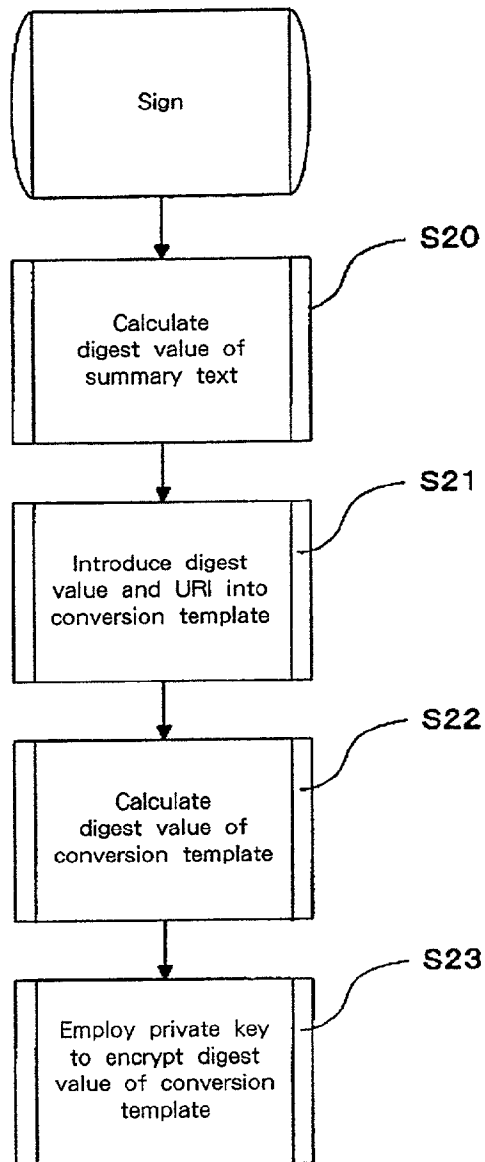 Sign
S20
Calculate
digest value of
summary text
S21
Introduce digest
value and URI into
conversion template
S22
Calculate
digest value of
conversion template
S23
Employ private key
to encrypt digest
value of conversion
template